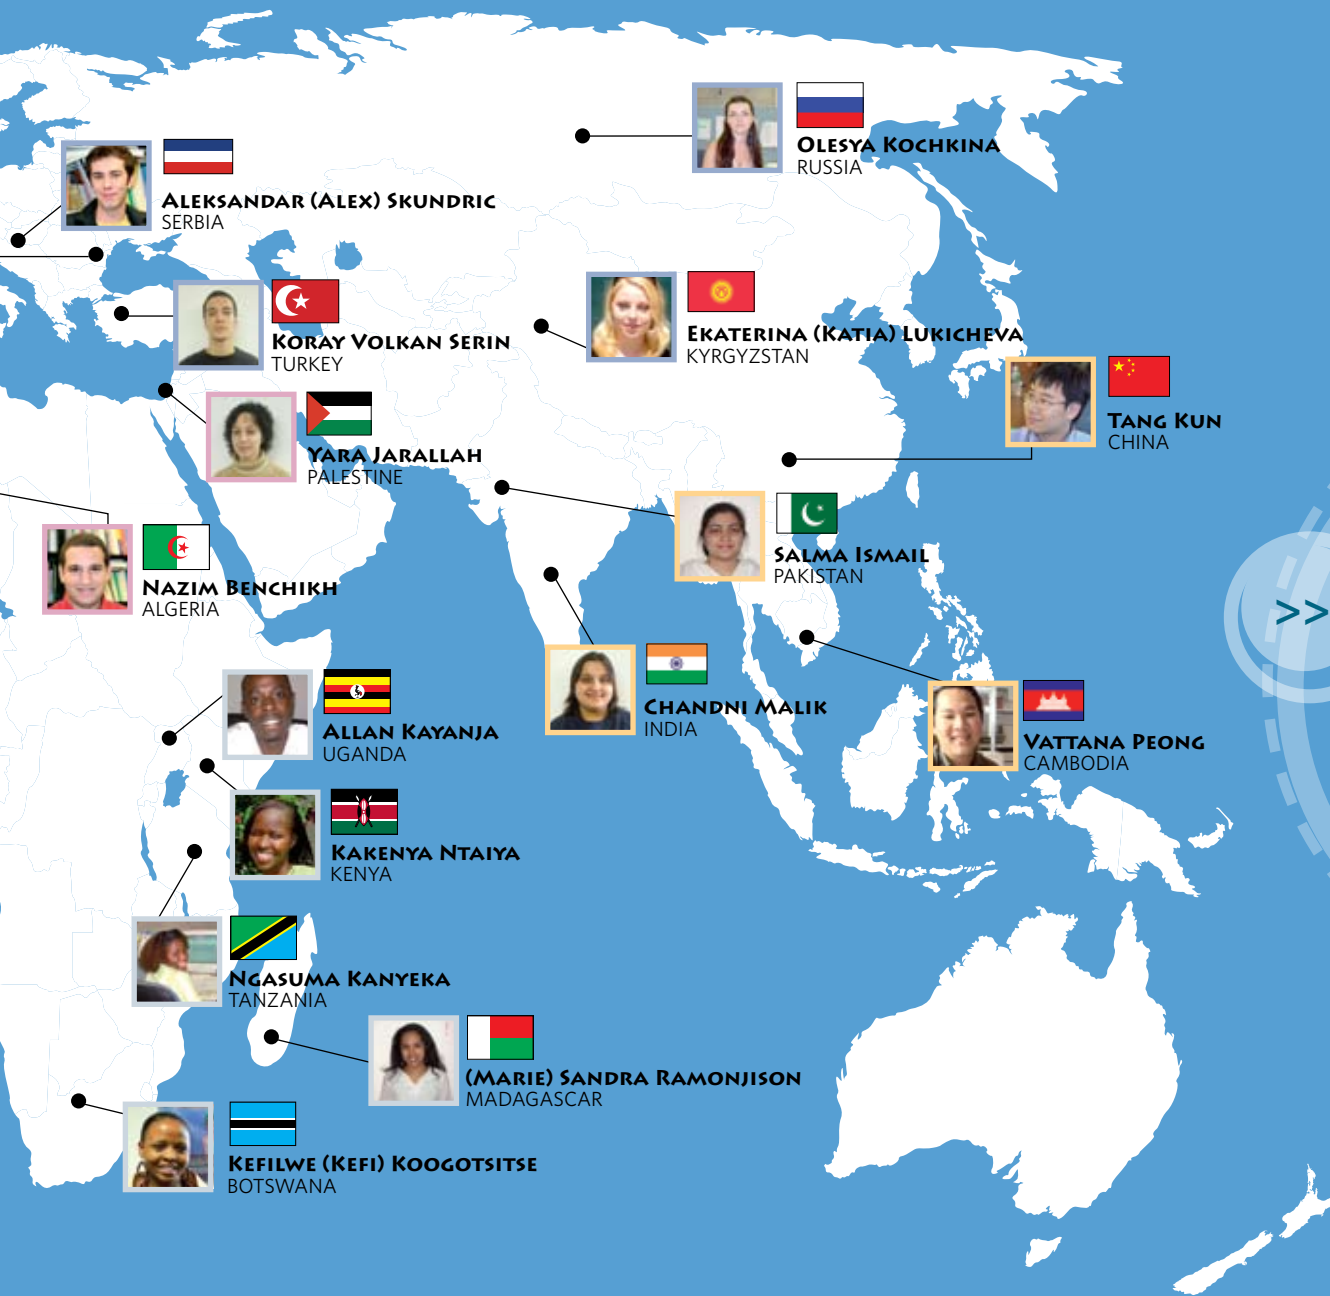 Olesya Kochkina
RUSSIA
Aleksandar (Alex) Skundric
SERBIA
Ekaterina (Katia) Lukicheva
KYRGYZSTAN
Koray Volkan Serin
TURKEY
Tang Kun
CHINA
Yara Jarallah
PALESTINE
Salma Ismail
PAKISTAN
Nazim Benchikh
ALGERIA
>>
Chandni Malik
INDIA
Allan Kayanja
UGANDA
Vattana Peong
CAMBODIA
Kakenya Ntaiya
KENYA
Ngasuma Kanyeka
TANZANIA
(Marie) Sandra Ramonjison
MADAGASCAR
Kefilwe (Kefi) Koogotsitse
BOTSWANA